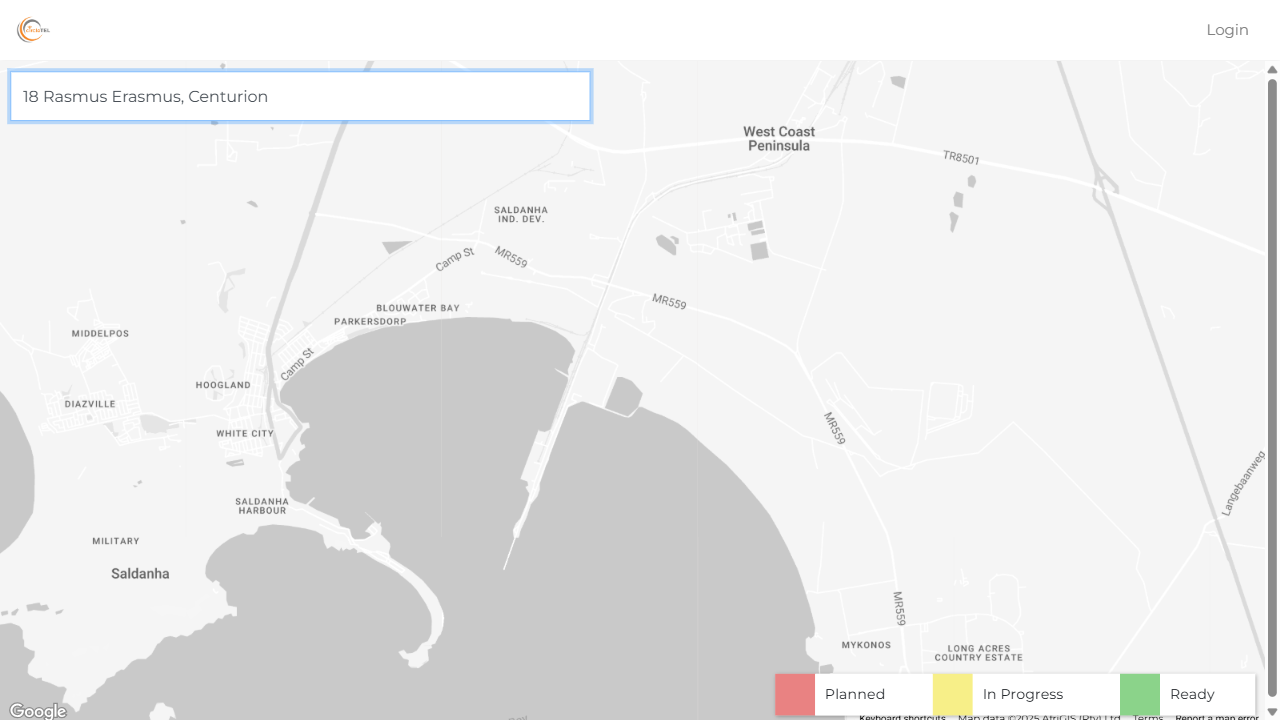 Login
18 Rasmus Erasmus, Centurion
West Coast
Peninsula
TR8501
SALDANHA
IND. DEV.
Camp St
MR559
MR559
BLOUWATER BAY
PARKERSDORP
MIDDELPOS
Camp St
HOOGLAND
DIAZVILLE
MR559
WHITE CITY
Langebaanweg
SALDANHA
HARBOUR
MILITARY
Saldanha
MR559
MYKONOS
LONG ACRES
COUNTRY ESTATE
Planned
In Progress
Ready
Google
Keyboard shortcuts
Map data ©2025 AfriGIS (Pty) Ltd
Terms
Report a map error